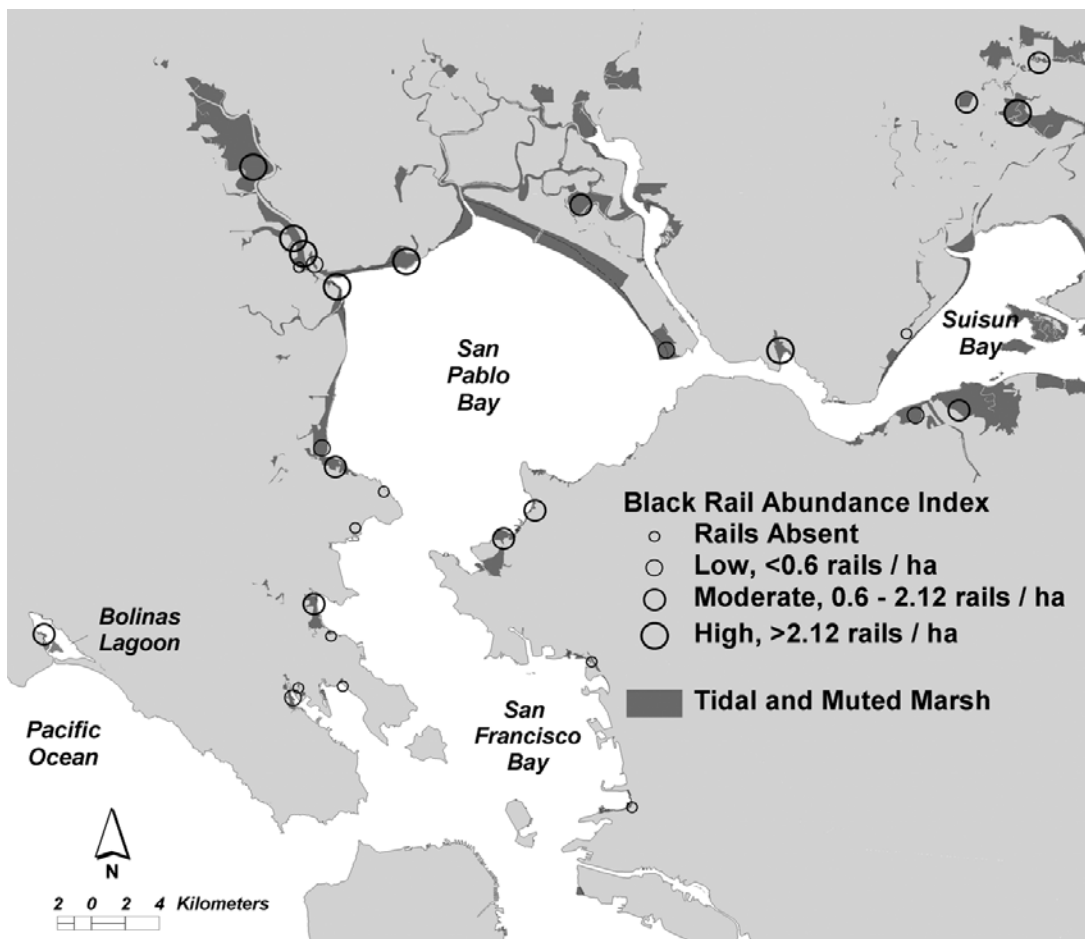 San
Pablo
Bay
Suisun
Bay
Black Rail Abundance Index
Rails Absent
Low, <0.6 rails / ha
Moderate, 0.6 - 2.12 rails / ha
High, >2.12 rails / ha
Tidal and Muted Marsh
Bolinas
Lagoon
Pacific
Ocean
San
Francisco
Bay
N
2 0 2 4 Kilometers